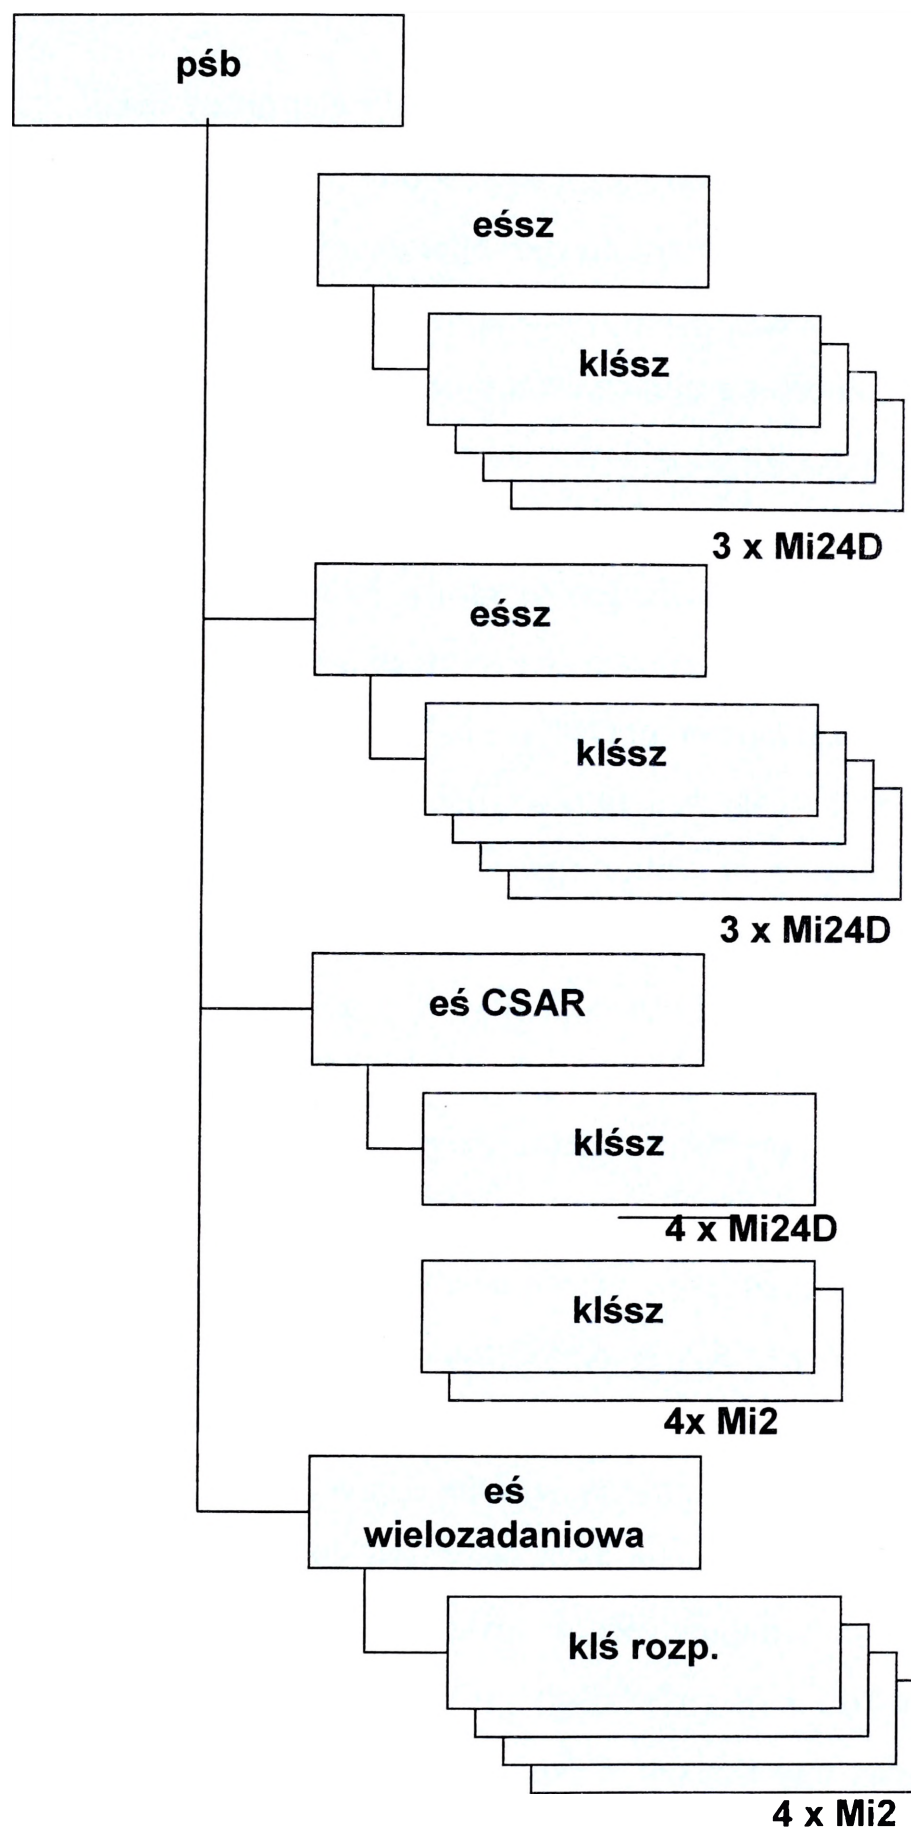 pśb
eśsz
klśsz
3 x Mi24D
eśsz
klśsz
3 x Mi24D
eś CSAR
klśsz
4 x Mi24D
klśsz
4x Mi2
eś
wielozadaniowa
klś rozp.
4 x Mi2